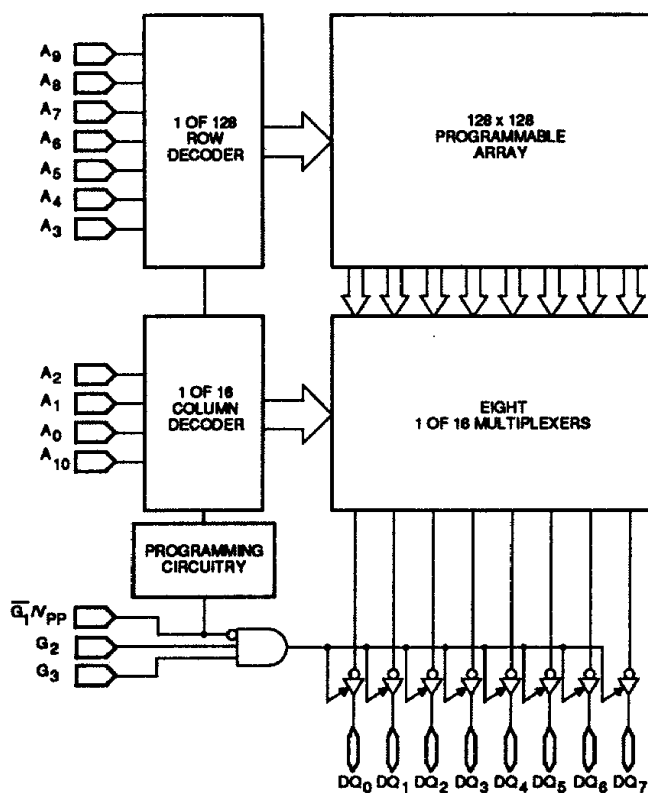 A9
A8
A7
A6
A5
A4
A3
1 OF 128
ROW
DECODER
128 x 128
PROGRAMMABLE
ARRAY
A2
A1
A0
A10
1 OF 16
COLUMN
DECODER
EIGHT
1 OF 16 MULTIPLEXERS
PROGRAMMING
CIRCUITRY
G̅1/VPP
G2
G3
DQ0 DQ1 DQ2 DQ3 DQ4 DQ5 DQ6 DQ7